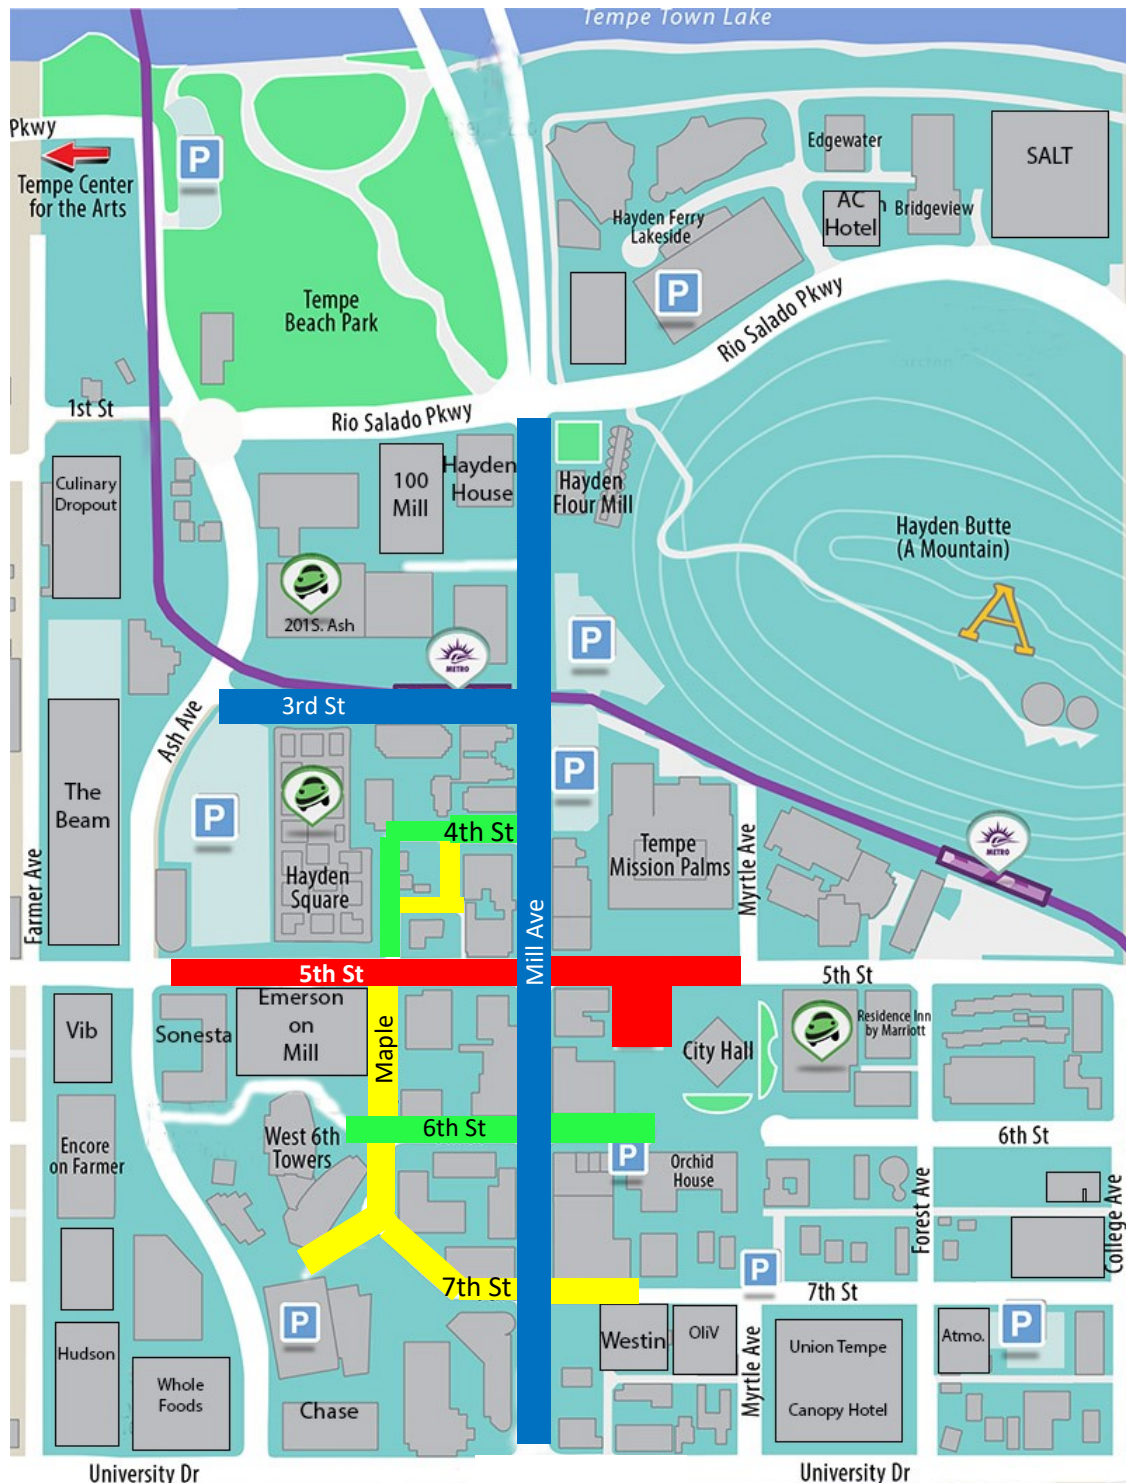 Tempe Town Lake
Pkwy
P
Tempe Center
for the Arts
Edgewater
SALT
AC
Hotel
Bridgeview
Hayden Ferry
Lakeside
P
Tempe
Beach Park
Rio Salado Pkwy
1st St
Rio Salado Pkwy
Culinary
Dropout
100
Mill
Hayden
House
Hayden
Flour Mill
Hayden Butte
(A Mountain)
A
201S. Ash
METRO
P
3rd St
Ash Ave
The
Beam
P
Hayden
Square
4th St
P
Tempe
Mission Palms
Myrtle Ave
METRO
Farmer Ave
Mill Ave
5th St
5th St
Vib
Sonesta
Emerson
on
Mill
Maple
City Hall
Residence Inn
by Marriott
Encore
on Farmer
West 6th
Towers
6th St
P
Orchid
House
6th St
Forest Ave
College Ave
7th St
P
7th St
P
Hudson
Whole
Foods
Chase
Westin
OliV
Myrtle Ave
Union Tempe
Canopy Hotel
Atmo.
P
University Dr
University Dr